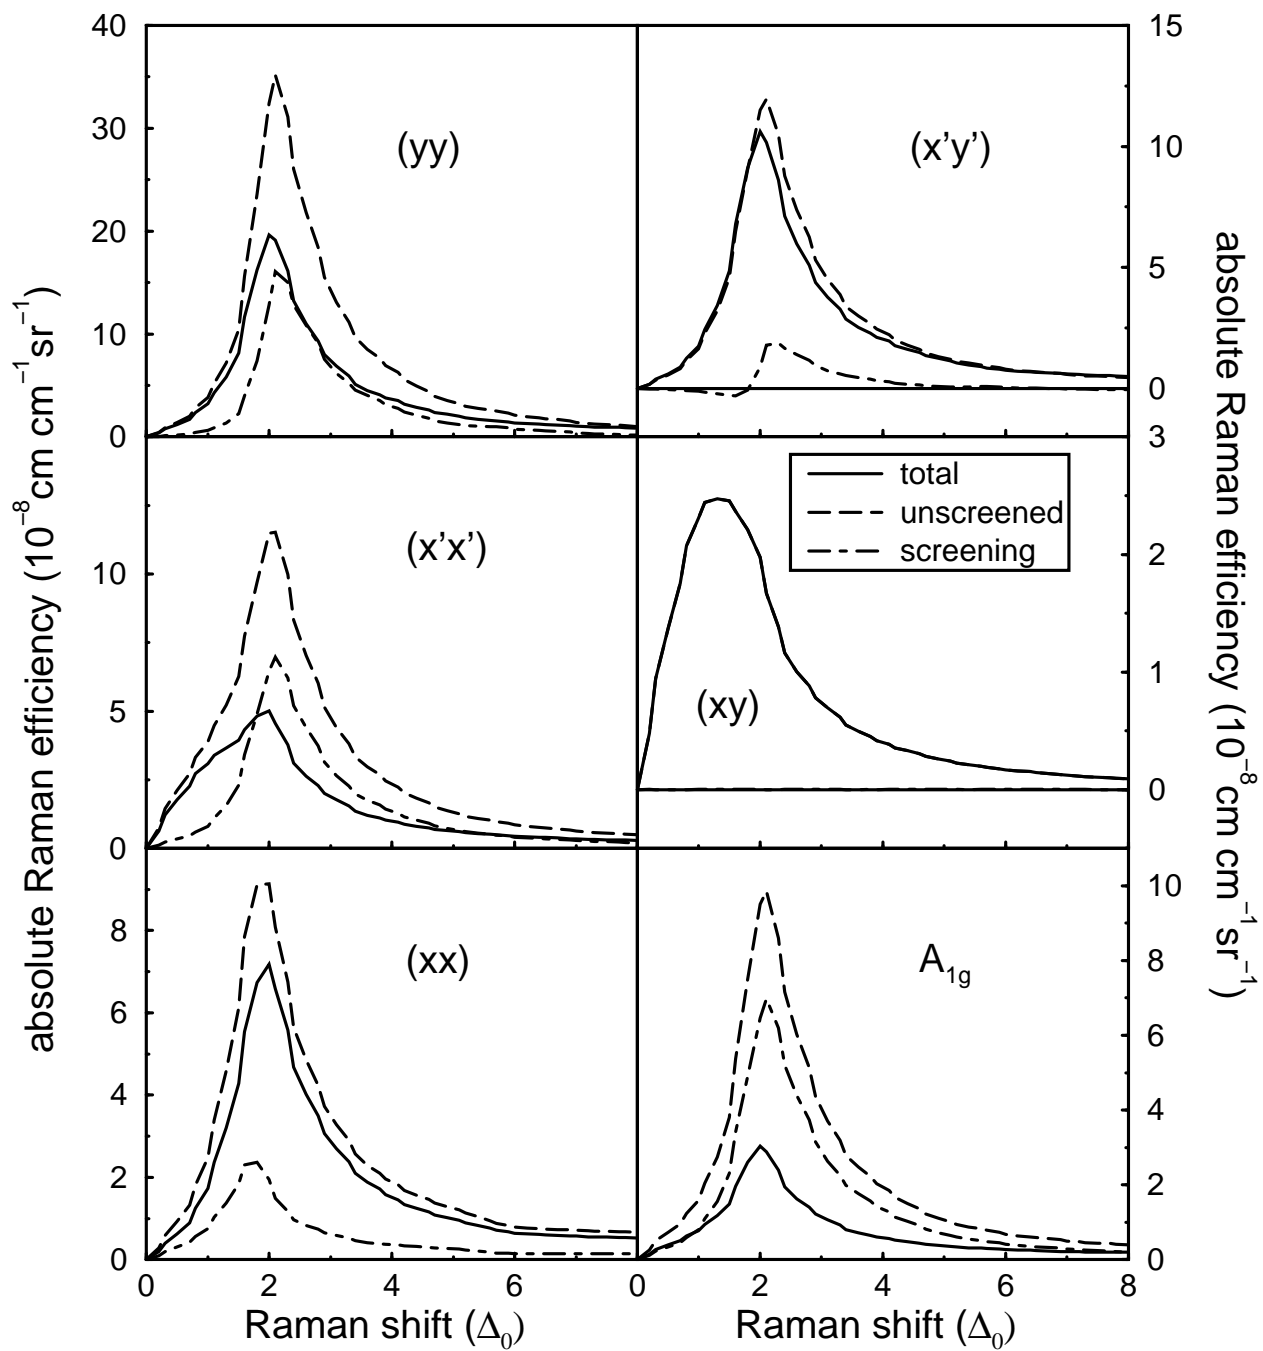 absolute Raman efficiency (10⁻⁸cm cm⁻¹sr⁻¹)
40
30
20
10
0
(yy)
15
10
5
0
(x'y')
10
5
0
(x'x')
3
2
1
0
total
unscreened
screening
(xy)
8
6
4
2
0
(xx)
10
8
6
4
2
0
A₁g
0 2 4 6
0 2 4 6 8
Raman shift (Δ₀)
Raman shift (Δ₀)
absolute Raman efficiency (10⁻⁸cm cm⁻¹sr⁻¹)